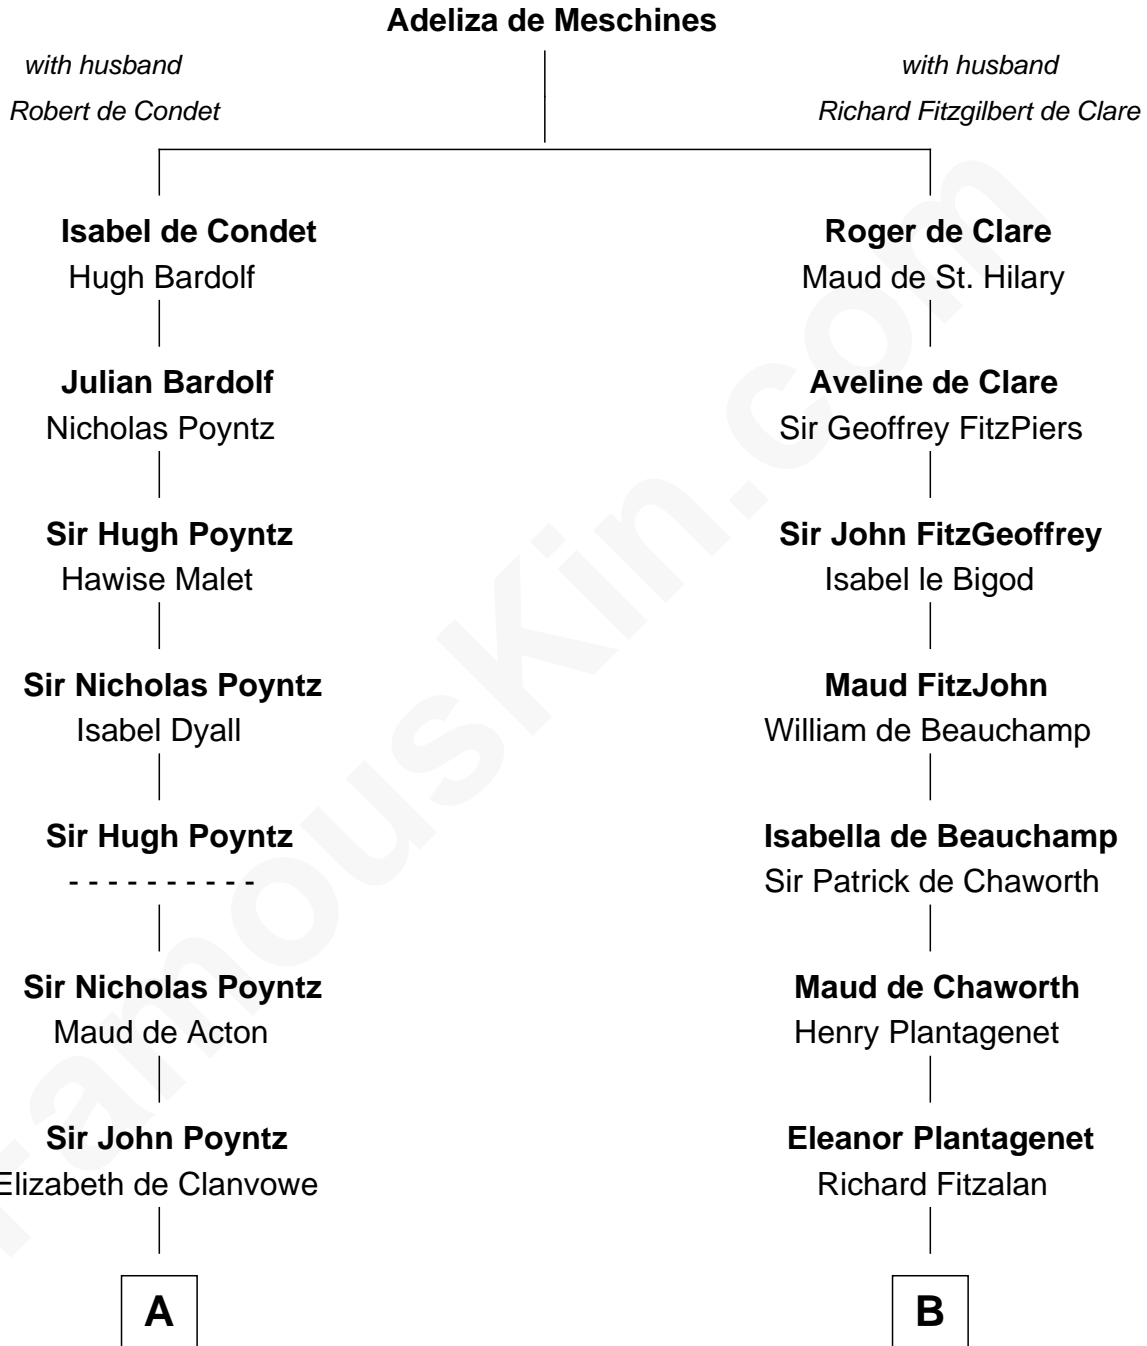 Adeliza de Meschines
with husband
Robert de Condet
with husband
Richard Fitzgilbert de Clare
Isabel de Condet
Hugh Bardolf
Roger de Clare
Maud de St. Hilary
Julian Bardolf
Nicholas Poyntz
Aveline de Clare
Sir Geoffrey FitzPiers
Sir Hugh Poyntz
Hawise Malet
Sir John FitzGeoffrey
Isabel le Bigod
Sir Nicholas Poyntz
Isabel Dyall
Maud FitzJohn
William de Beauchamp
Sir Hugh Poyntz
- - - - - - - - - -
Isabella de Beauchamp
Sir Patrick de Chaworth
Sir Nicholas Poyntz
Maud de Acton
Maud de Chaworth
Henry Plantagenet
Sir John Poyntz
Elizabeth de Clanvowe
Eleanor Plantagenet
Richard Fitzalan
A
B
FamousKin.com